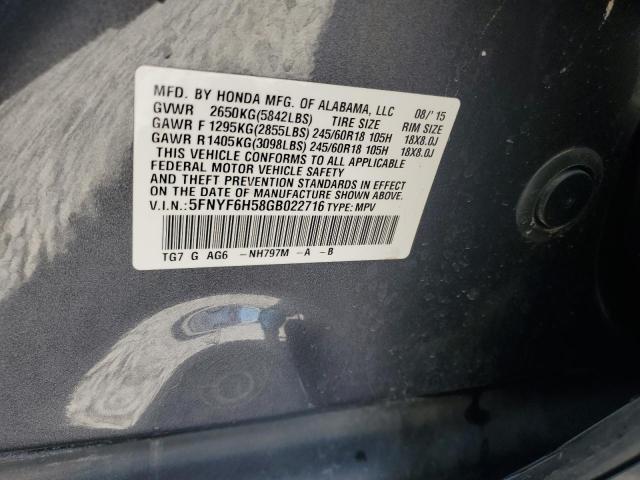 MFD. BY HONDA MFG. OF ALABAMA, LLC 08/'15
GVWR 2650KG(5842LBS) TIRE SIZE RIM SIZE
GAWR F 1295KG(2855LBS) 245/60R18 105H 18X8.0J
GAWR R 1405KG(3098LBS) 245/60R18 105H 18X8.0J
THIS VEHICLE CONFORMS TO ALL APPLICABLE
FEDERAL MOTOR VEHICLE SAFETY
AND THEFT PREVENTION STANDARDS IN EFFECT
ON THE DATE OF MANUFACTURE SHOWN ABOVE.
V.I.N.: 5FNYF6H58GB022716 TYPE: MPV
TG7 G AG6 -NH797M -A -B